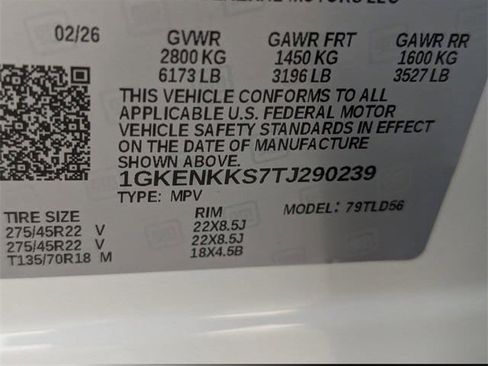 MOTORS LLC
02/26 GVWR GAWR FRT GAWR RR
2800 KG 1450 KG 1600 KG
6173 LB 3196 LB 3527 LB
THIS VEHICLE CONFORMS TO ALL
APPLICABLE U.S. FEDERAL MOTOR
VEHICLE SAFETY STANDARDS IN EFFECT
ON THE DATE OF MANUFACTURE
SHOWN ABOVE.
1GKENKKS7TJ290239
TYPE: MPV MODEL: 79TLD56
TIRE SIZE RIM
275/45R22 V 22X8.5J
275/45R22 V 22X8.5J
T135/70R18 M 18X4.5B